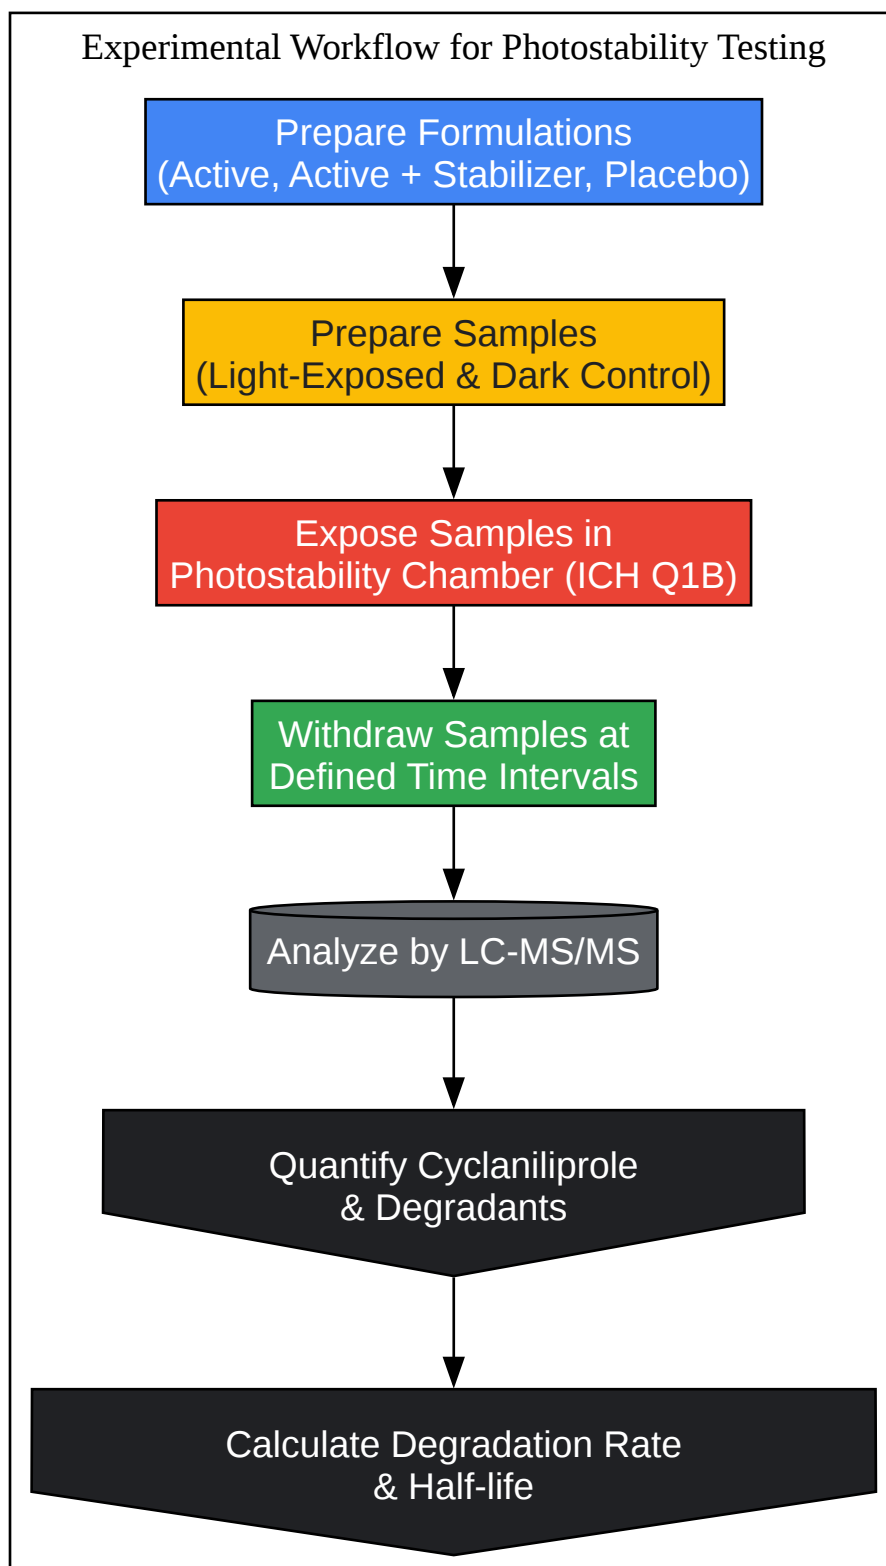 Experimental Workflow for Photostability Testing
Prepare Formulations
(Active, Active + Stabilizer, Placebo)
Prepare Samples
(Light-Exposed & Dark Control)
Expose Samples in
Photostability Chamber (ICH Q1B)
Withdraw Samples at
Defined Time Intervals
Analyze by LC-MS/MS
Quantify Cyclaniliprole
& Degradants
Calculate Degradation Rate
& Half-life